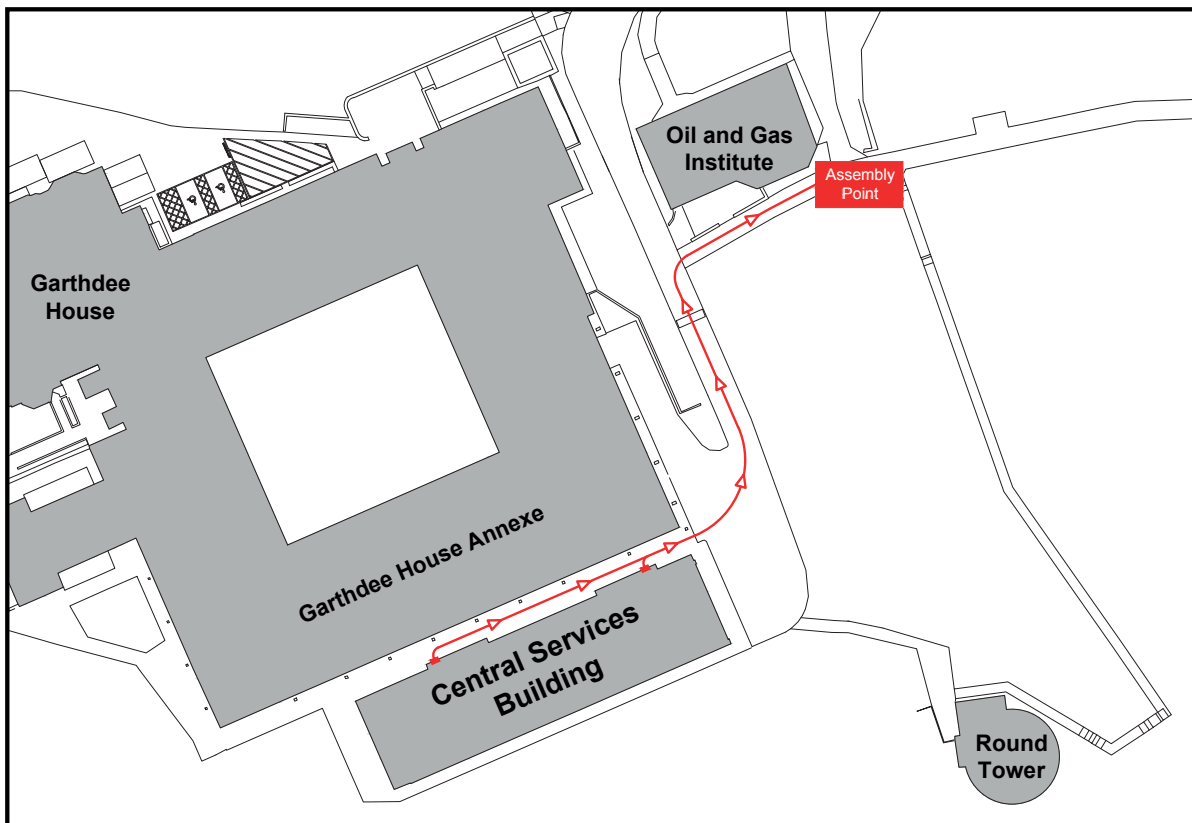 Oil and Gas
Institute
Assembly
Point
Garthdee
House
Garthdee House Annexe
Central Services
Building
Round
Tower